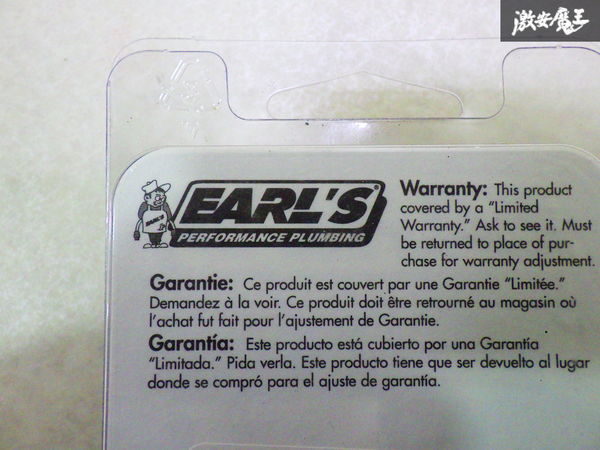 激安魔王
EARL'S
PERFORMANCE PLUMBING
EARL'S
Warranty: This product
covered by a "Limited
Warranty." Ask to see it. Must
be returned to place of pur-
chase for warranty adjustment.
Garantie: Ce produit est couvert par une Garantie "Limitée."
Demandez à la voir. Ce produit doit être retrourné au magasin où
l'achat fut fait pour l'ajustement de Garantie.
Garantía: Este producto está cubierto por una Garantía
"Limitada." Pida verla. Este producto tiene que ser devuelto al lugar
donde se compró para el ajuste de garantía.